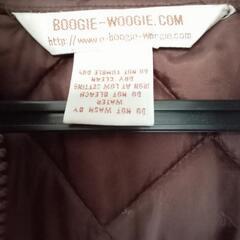 BOOGIE-WOOGIE.COM
http://www.e-boogie-woogie.com
DO NOT WASH BY
WATER
DO NOT BLEACH
IRON AT LOW SETTING
DRY CLEAN
DO NOT TUMBLE DRY